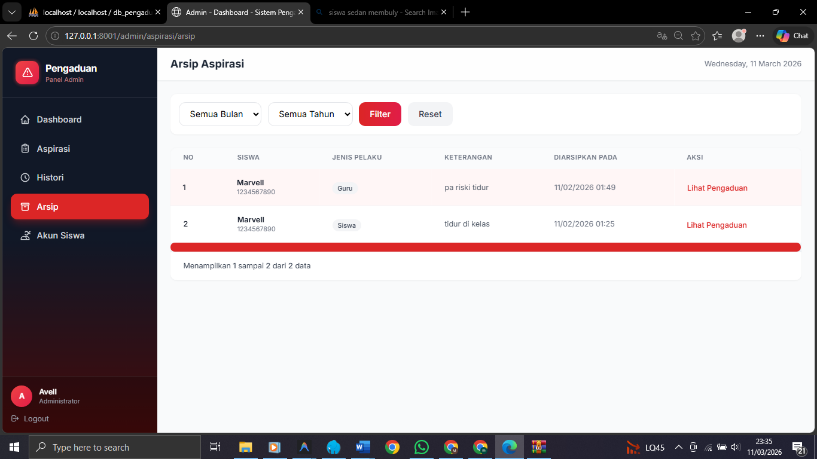 localhost / localhost / db_pengadu
Admin - Dashboard - Sistem Peng
siswa sedan membuly - Search Im
127.0.0.1:8001/admin/aspirasi/arsip
Chat
Pengaduan
Panel Admin
Dashboard
Aspirasi
Histori
Arsip
Akun Siswa
A
Avell
Administrator
Logout
Arsip Aspirasi
Wednesday, 11 March 2026
Semua Bulan
Semua Tahun
Filter
Reset
NO SISWA JENIS PELAKU KETERANGAN DIARSIPKAN PADA AKSI
1 Marvell 1234567890 Guru pa riski tidur 11/02/2026 01:49 Lihat Pengaduan
2 Marvell 1234567890 Siswa tidur di kelas 11/02/2026 01:25 Lihat Pengaduan
Menampilkan 1 sampai 2 dari 2 data
Type here to search
LQ45
23:35
11/03/2026
21